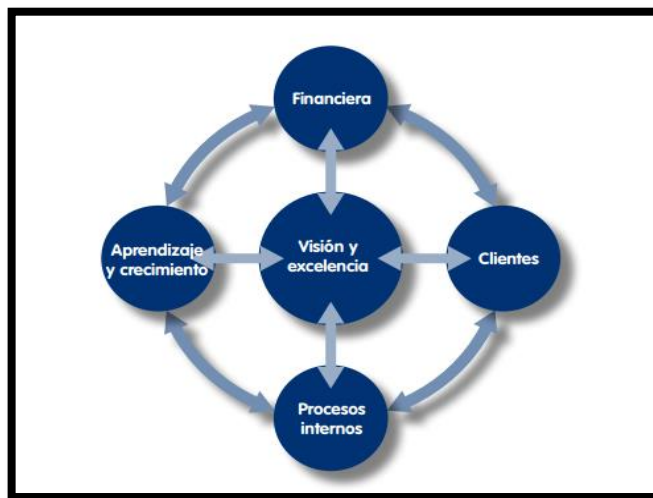 Financiera
Aprendizaje
y crecimiento
Visión y
excelencia
Clientes
Procesos
internos